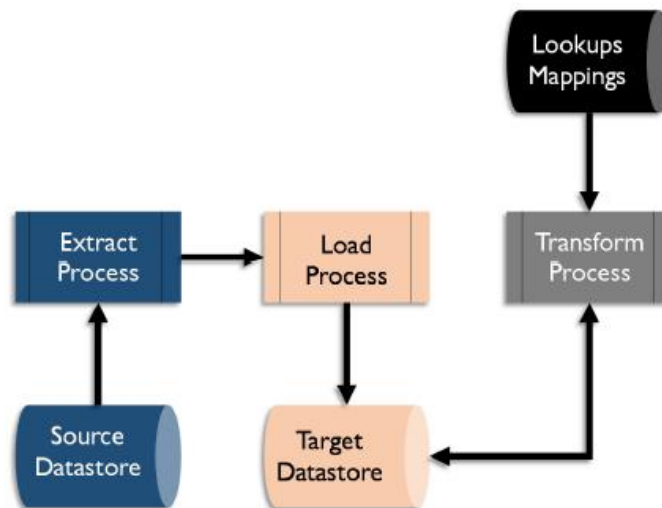 Lookups
Mappings
Extract
Process
Load
Process
Transform
Process
Source
Datastore
Target
Datastore